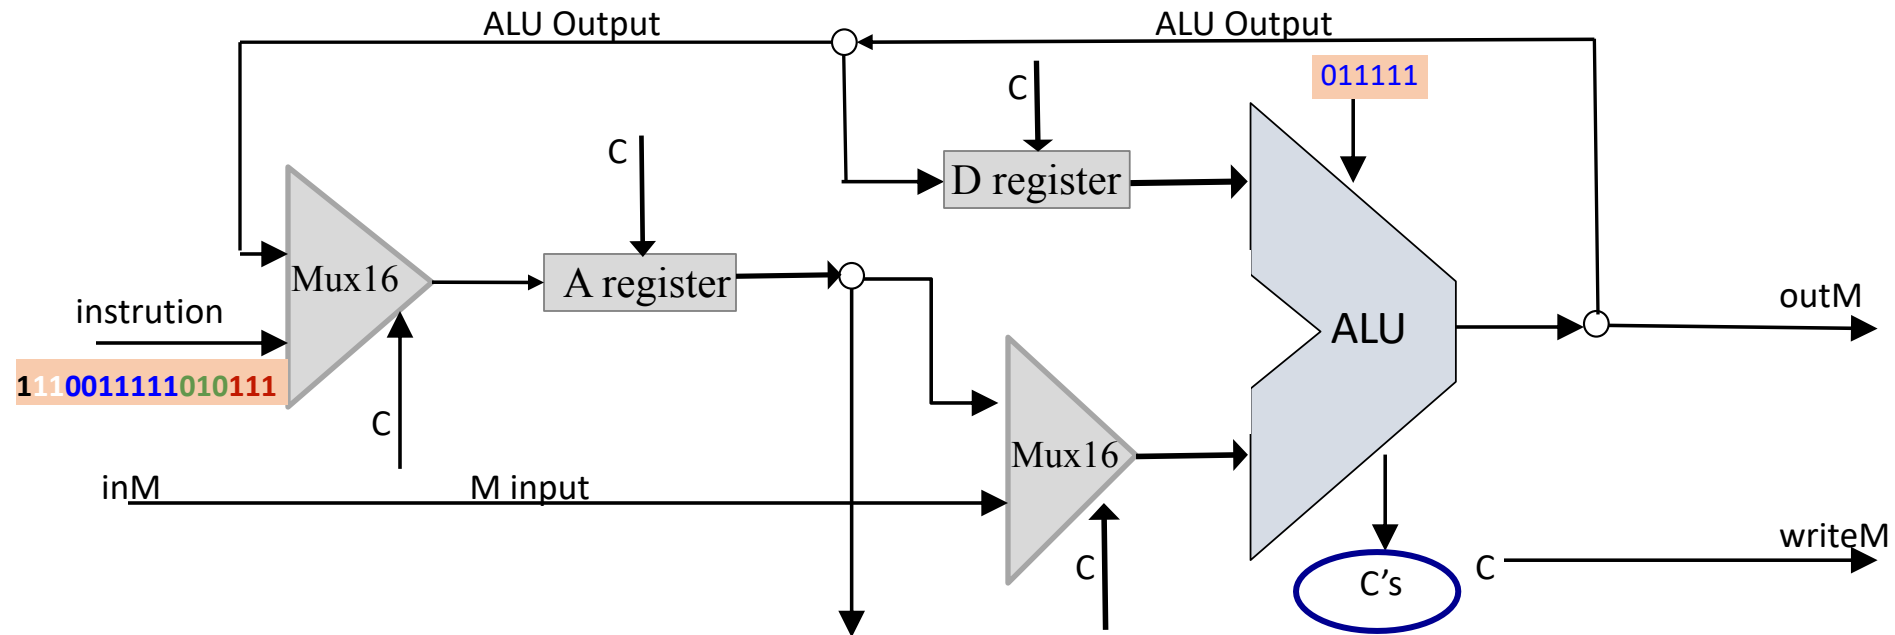 ALU Output
ALU Output
011111
C
C
D register
Mux16
A register
instrution
outM
ALU
1110011111010111
C
Mux16
inM
M input
writeM
C
C's
C